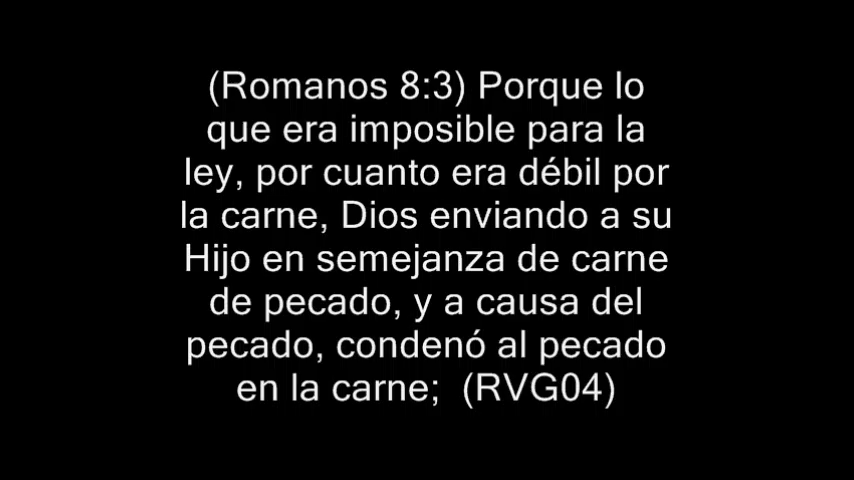 (Romanos 8:3) Porque lo
que era imposible para la
ley, por cuanto era débil por
la carne, Dios enviando a su
Hijo en semejanza de carne
de pecado, y a causa del
pecado, condenó al pecado
en la carne;  (RVG04)